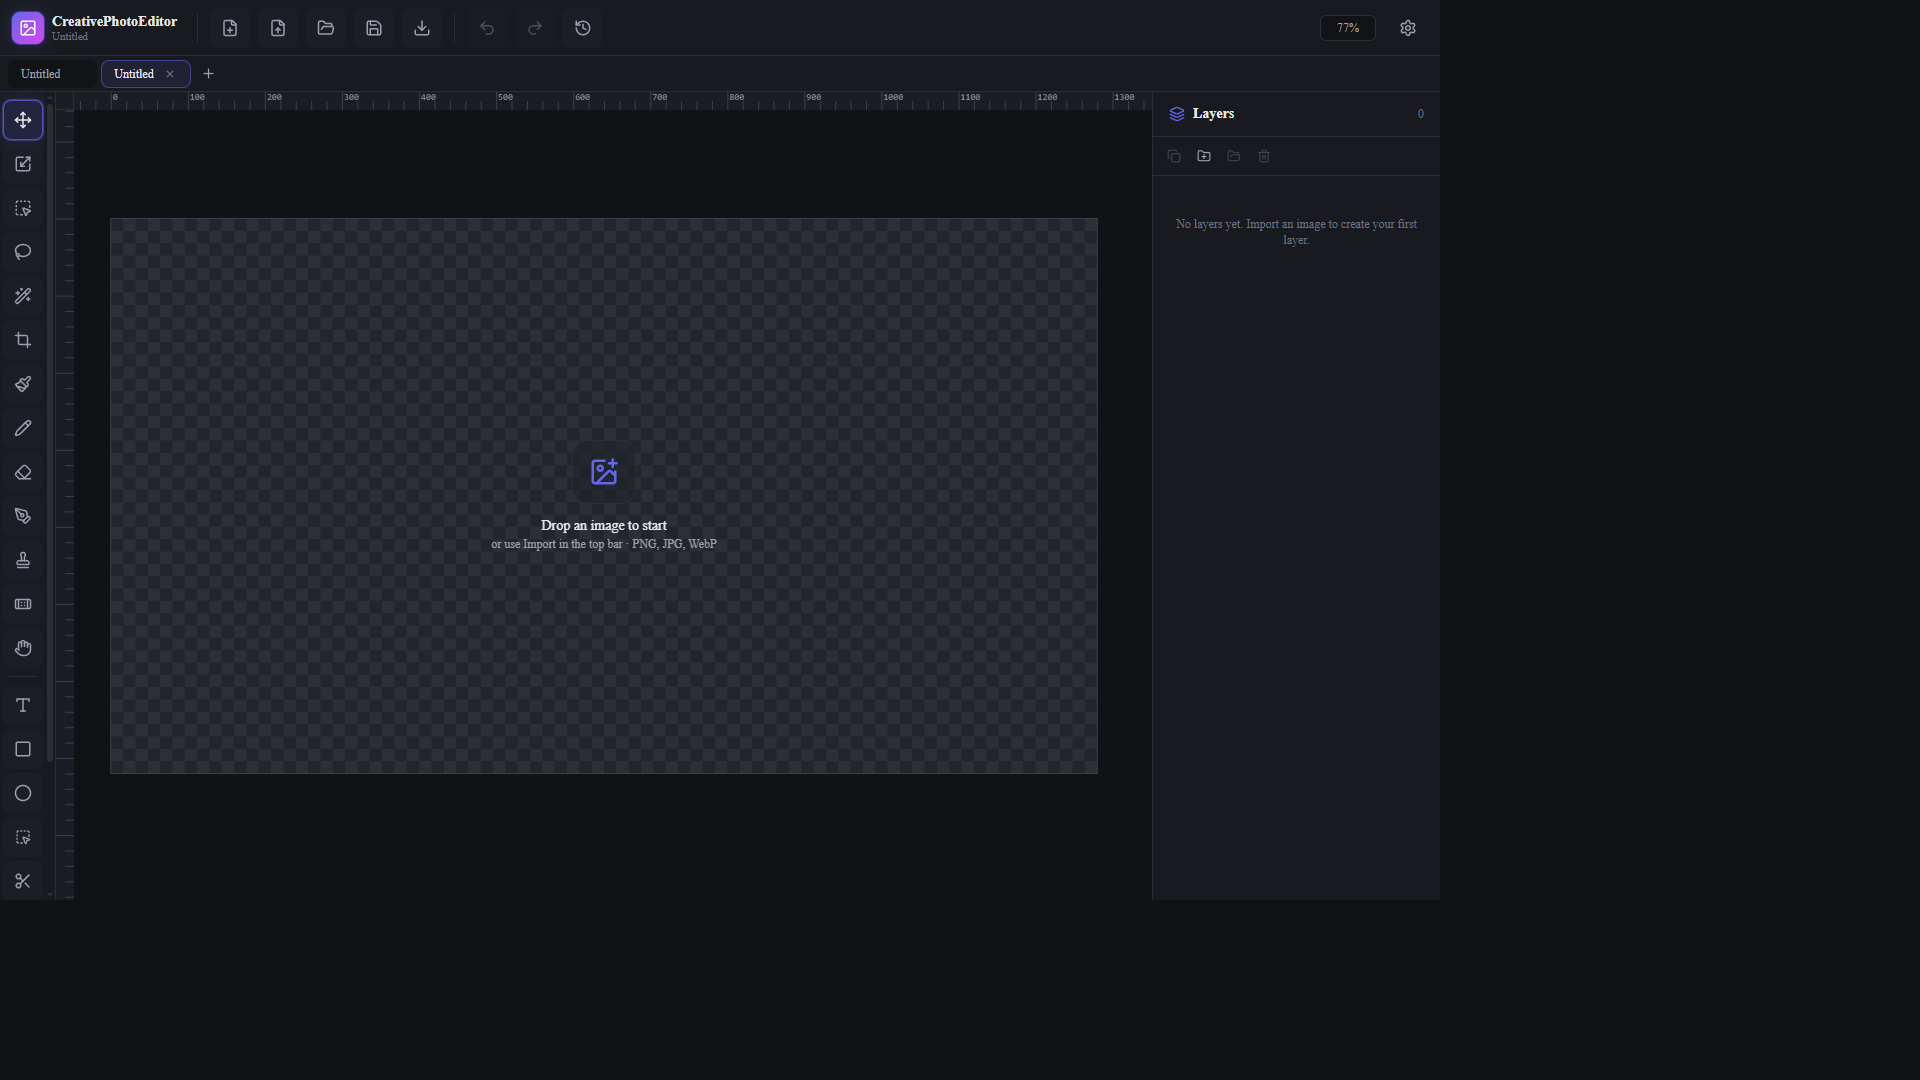 CreativePhotoEditor
Untitled
77%
Untitled
Untitled
0 100 200 300 400 500 600 700 800 900 1000 1100 1200 1300
Layers
0
No layers yet. Import an image to create your first
layer.
Drop an image to start
or use Import in the top bar · PNG, JPG, WebP